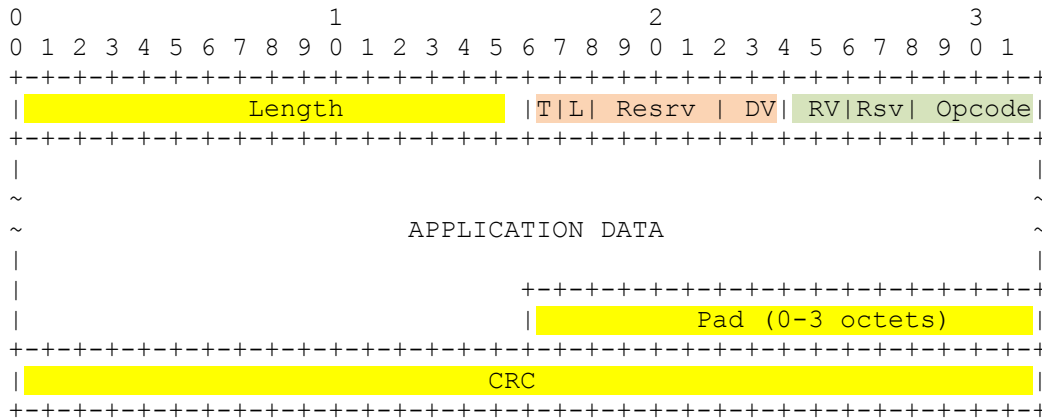 0                   1                   2                   3
0 1 2 3 4 5 6 7 8 9 0 1 2 3 4 5 6 7 8 9 0 1 2 3 4 5 6 7 8 9 0 1
+-+-+-+-+-+-+-+-+-+-+-+-+-+-+-+-+-+-+-+-+-+-+-+-+-+-+-+-+-+-+-+-+
|              Length           |T|L| Resrv | DV| RV|Rsv| Opcode|
+-+-+-+-+-+-+-+-+-+-+-+-+-+-+-+-+-+-+-+-+-+-+-+-+-+-+-+-+-+-+-+-+
|                                                               |
~                                                               ~
~                        APPLICATION DATA                       ~
|                                                               |
|                               +-+-+-+-+-+-+-+-+-+-+-+-+-+-+-+-+
|                               |          Pad (0-3 octets)     |
+-+-+-+-+-+-+-+-+-+-+-+-+-+-+-+-+-+-+-+-+-+-+-+-+-+-+-+-+-+-+-+-+
|                             CRC                               |
+-+-+-+-+-+-+-+-+-+-+-+-+-+-+-+-+-+-+-+-+-+-+-+-+-+-+-+-+-+-+-+-+